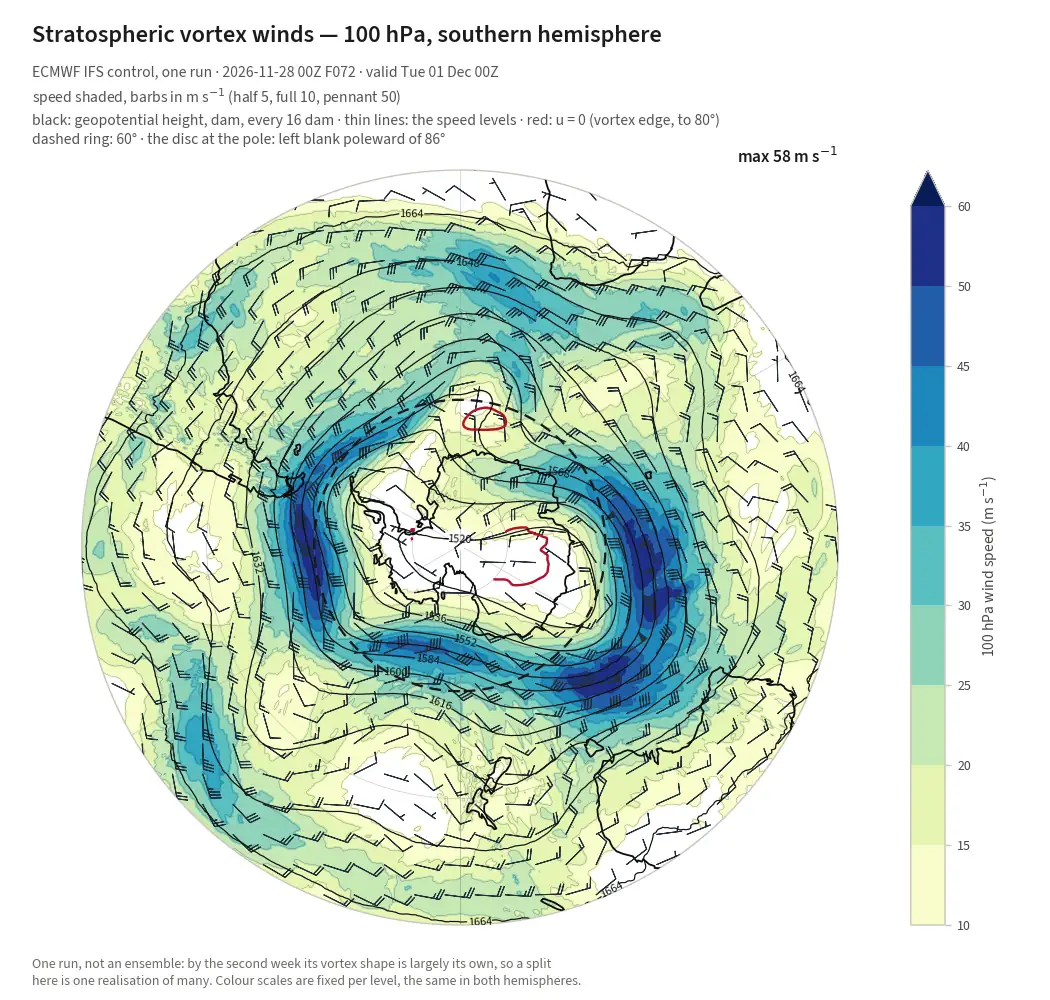 Stratospheric vortex winds — 100 hPa, southern hemisphere
ECMWF IFS control, one run · 2026-11-28 00Z F072 · valid Tue 01 Dec 00Z
speed shaded, barbs in m s⁻¹ (half 5, full 10, pennant 50)
black: geopotential height, dam, every 16 dam · thin lines: the speed levels · red: u = 0 (vortex edge, to 80°)
dashed ring: 60° · the disc at the pole: left blank poleward of 86°
max 58 m s⁻¹
1664
1648
1664
1568
1520
1632
1536
1552
1584
1600
1616
1664
1664
60
50
45
40
35
30
25
20
15
10
100 hPa wind speed (m s⁻¹)
One run, not an ensemble: by the second week its vortex shape is largely its own, so a split
here is one realisation of many. Colour scales are fixed per level, the same in both hemispheres.